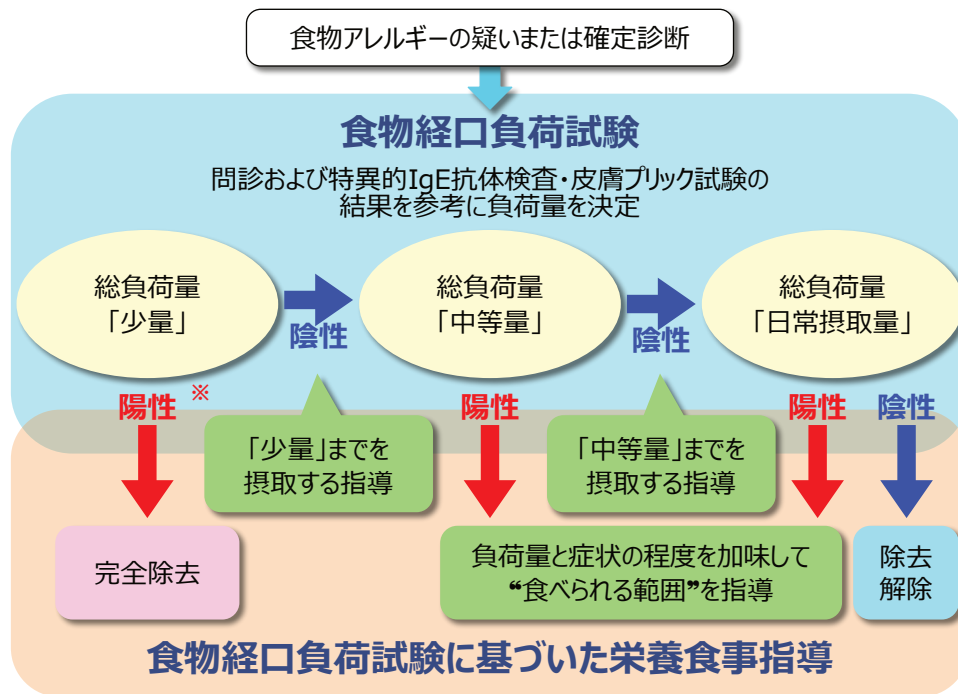 食物アレルギーの疑いまたは確定診断
食物経口負荷試験
問診および特異的IgE抗体検査・皮膚プリック試験の
結果を参考に負荷量を決定
総負荷量
「少量」
陰性
総負荷量
「中等量」
陰性
総負荷量
「日常摂取量」
陽性
※
「少量」までを
摂取する指導
陽性
「中等量」までを
摂取する指導
陽性
陰性
完全除去
負荷量と症状の程度を加味して
❝食べられる範囲❞を指導
除去
解除
食物経口負荷試験に基づいた栄養食事指導